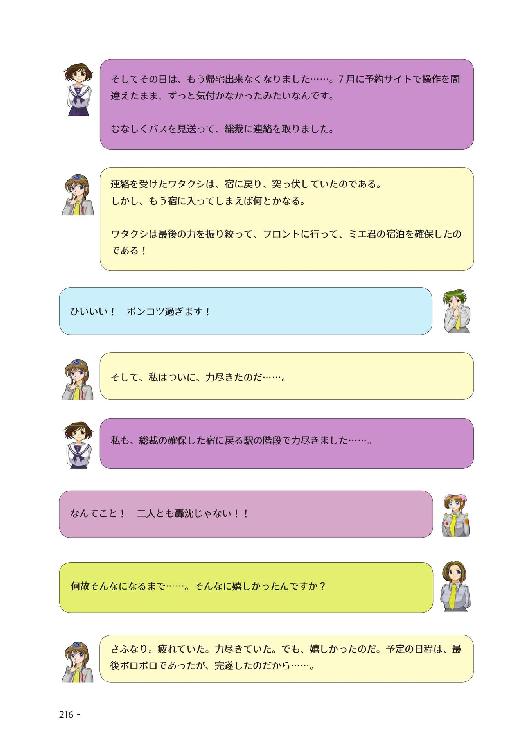 そしてその日は、もう帰宅出来なくなりました……。7月に予約サイトで操作を間
違えたまま、ずっと気付かなかったみたいなんです。
むなしくバスを見送って、総裁に連絡を取りました。
連絡を受けたワタクシは、宿に戻り、突っ伏していたのである。
しかし、もう宿に入ってしまえば何とかなる。
ワタクシは最後の力を振り絞って、フロントに行って、ミエ君の宿泊を確保したの
である！
ひいいい！　ポンコツ過ぎます！
そして、私はついに、力尽きたのだ……。
私も、総裁の確保した宿に戻る駅の階段で力尽きました……。
なんてこと！　二人とも轟沈じゃない！！
何故そんなになるまで……。そんなに嬉しかったんですか？
さふなり。疲れていた。力尽きていた。でも、嬉しかったのだ。予定の日程は、最
後ボロボロであったが、完遂したのだから……。
216 -